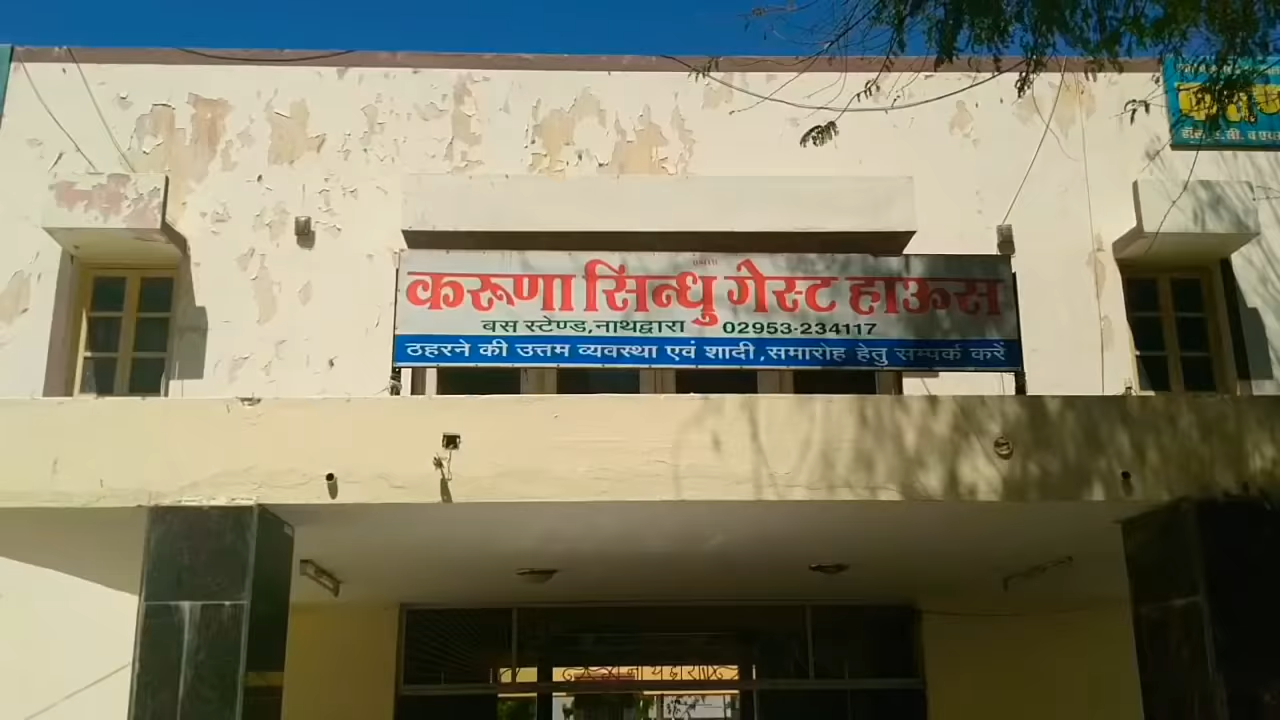 करूणा सिन्धु गेस्ट हाऊस
बस स्टेण्ड,नाथद्वारा 02953-234117
ठहरने की उत्तम व्यवस्था एवं शादी,समारोह हेतु सम्पर्क करें